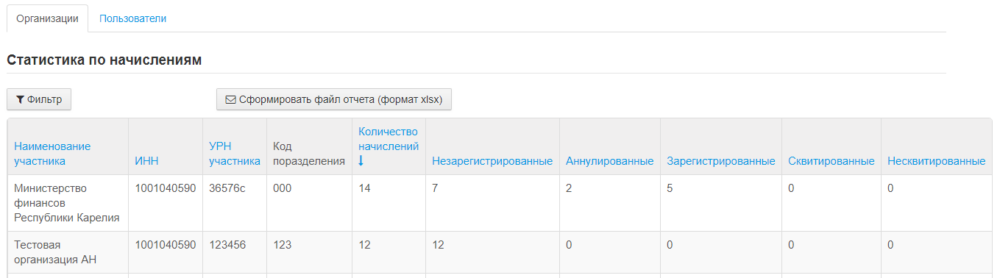 Организации Пользователи
Статистика по начислениям
Фильтр Сформировать файл отчета (формат xlsx)
Наименование участника ИНН УРН участника Код поразделения Количество начислений Незарегистрированные Аннулированные Зарегистрированные Сквитированные Несквитированные
Министерство финансов Республики Карелия 1001040590 36576с 000 14 7 2 5 0 0
Тестовая организация АН 1001040590 123456 123 12 12 0 0 0 0